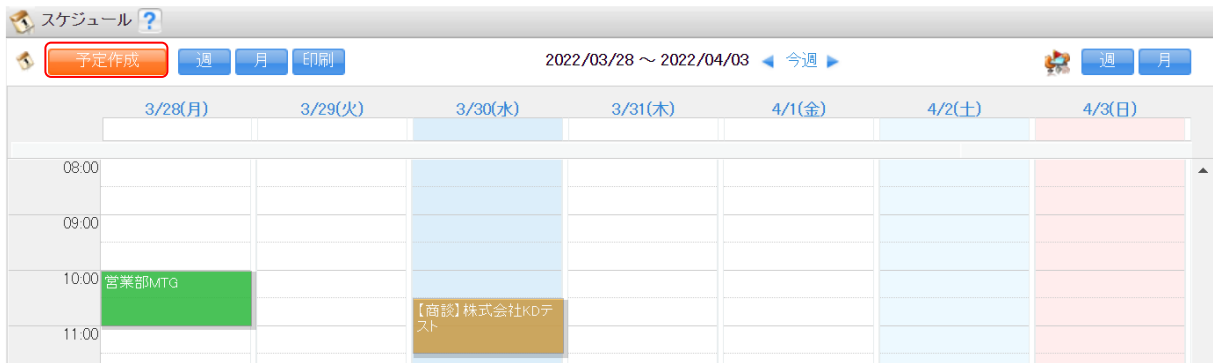 スケジュール ?
予定作成 週 月 印刷 2022/03/28 ～ 2022/04/03 ◀ 今週 ▶ 週 月
3/28(月) 3/29(火) 3/30(水) 3/31(木) 4/1(金) 4/2(土) 4/3(日)
08:00
09:00
10:00 営業部MTG
【商談】株式会社KDテ
スト
11:00